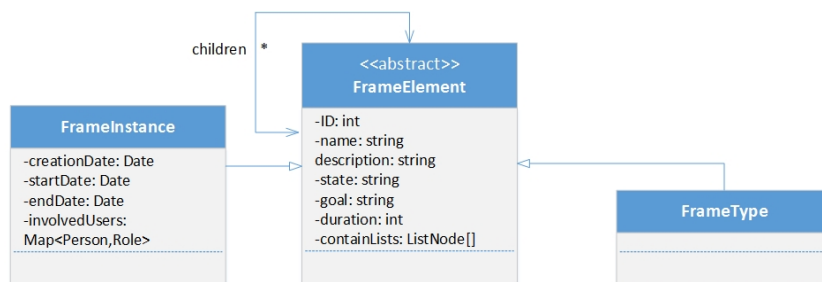 children *
<<abstract>>
FrameElement
-ID: int
-name: string
description: string
-state: string
-goal: string
-duration: int
-containLists: ListNode[]
FrameInstance
-creationDate: Date
-startDate: Date
-endDate: Date
-involvedUsers:
Map<Person,Role>
FrameType